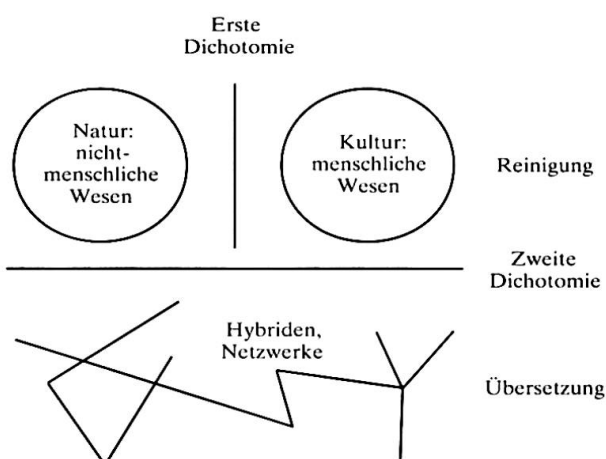 Erste
Dichotomie
Natur:
nicht-
menschliche
Wesen
Kultur:
menschliche
Wesen
Reinigung
Zweite
Dichotomie
Hybriden,
Netzwerke
Übersetzung